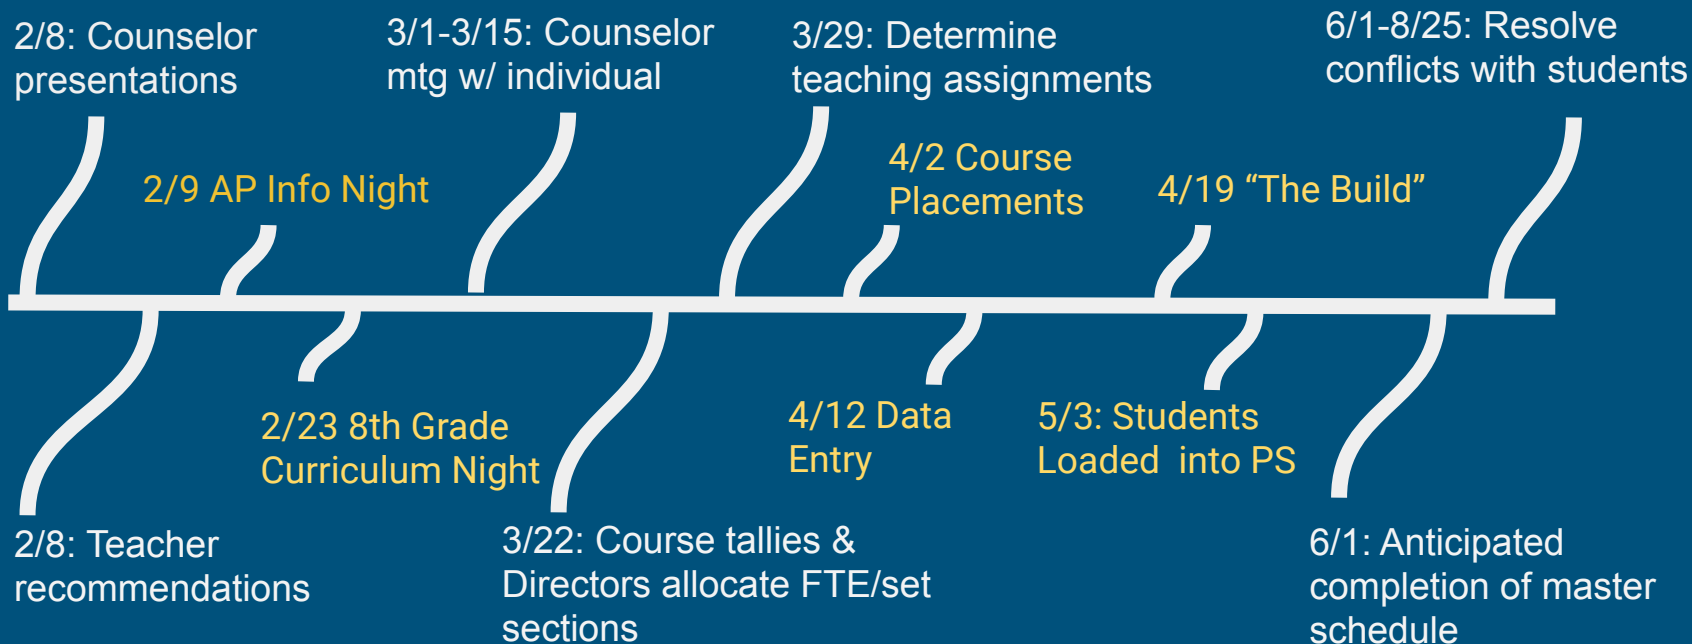 2/8: Counselor
presentations
3/1-3/15: Counselor
mtg w/ individual
3/29: Determine
teaching assignments
6/1-8/25: Resolve
conflicts with students
2/9 AP Info Night
4/2 Course
Placements
4/19 “The Build”
2/23 8th Grade
Curriculum Night
4/12 Data
Entry
5/3: Students
Loaded into PS
2/8: Teacher
recommendations
3/22: Course tallies &
Directors allocate FTE/set
sections
6/1: Anticipated
completion of master
schedule